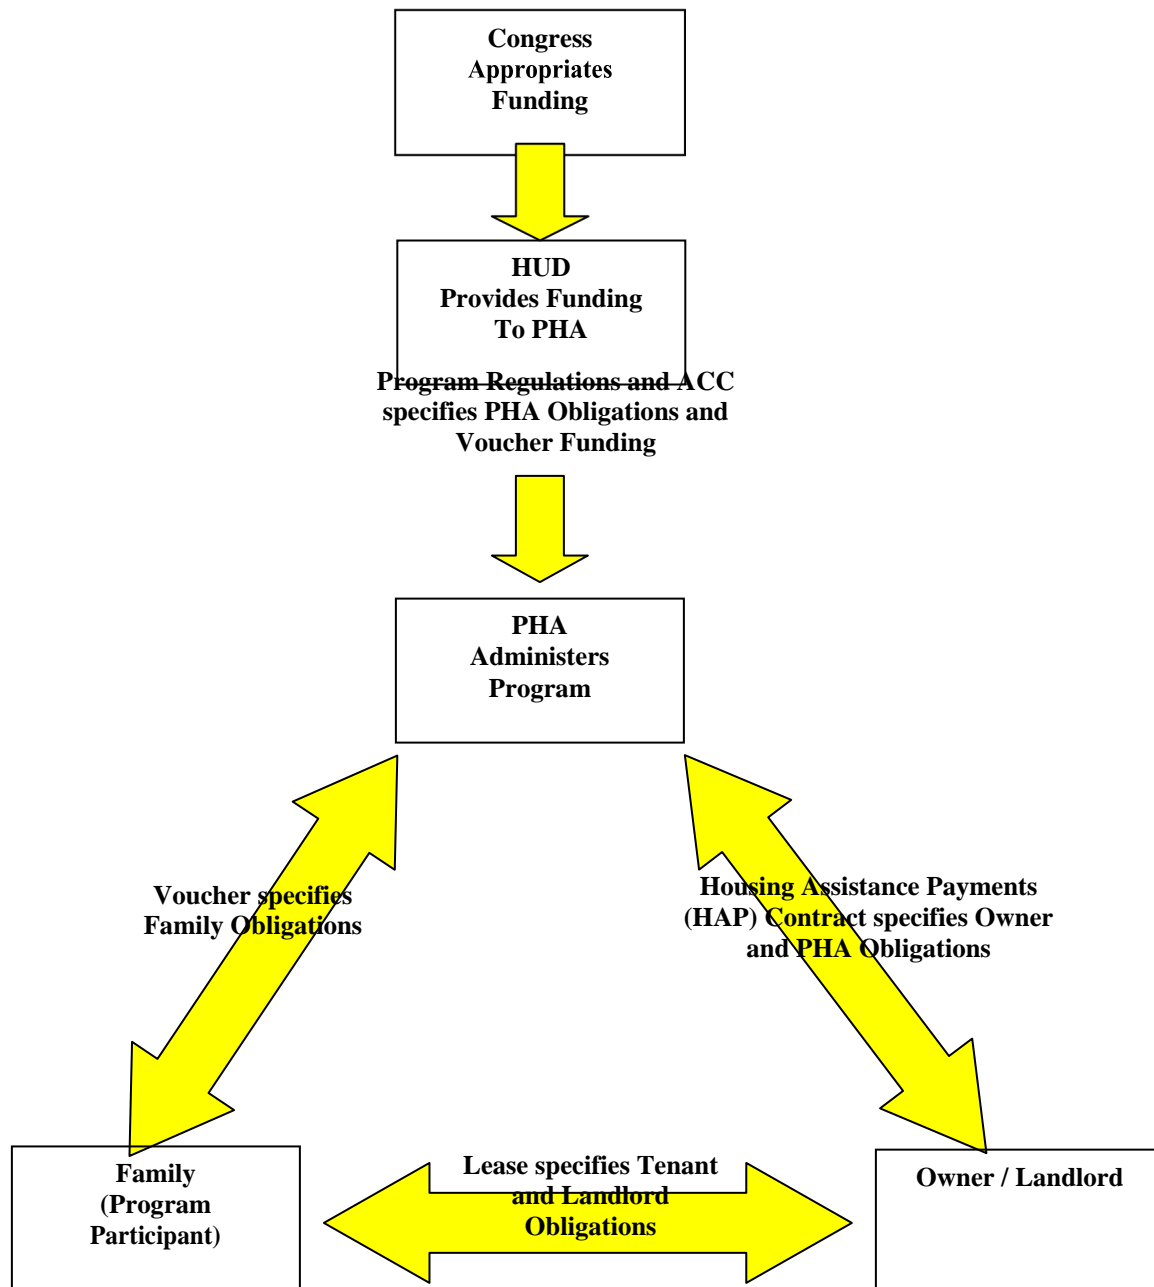 Congress
Appropriates
Funding
HUD
Provides Funding
To PHA
Program Regulations and ACC
specifies PHA Obligations and
Voucher Funding
PHA
Administers
Program
Voucher specifies
Family Obligations
Housing Assistance Payments
(HAP) Contract specifies Owner
and PHA Obligations
Family
(Program
Participant)
Lease specifies Tenant
and Landlord
Obligations
Owner / Landlord